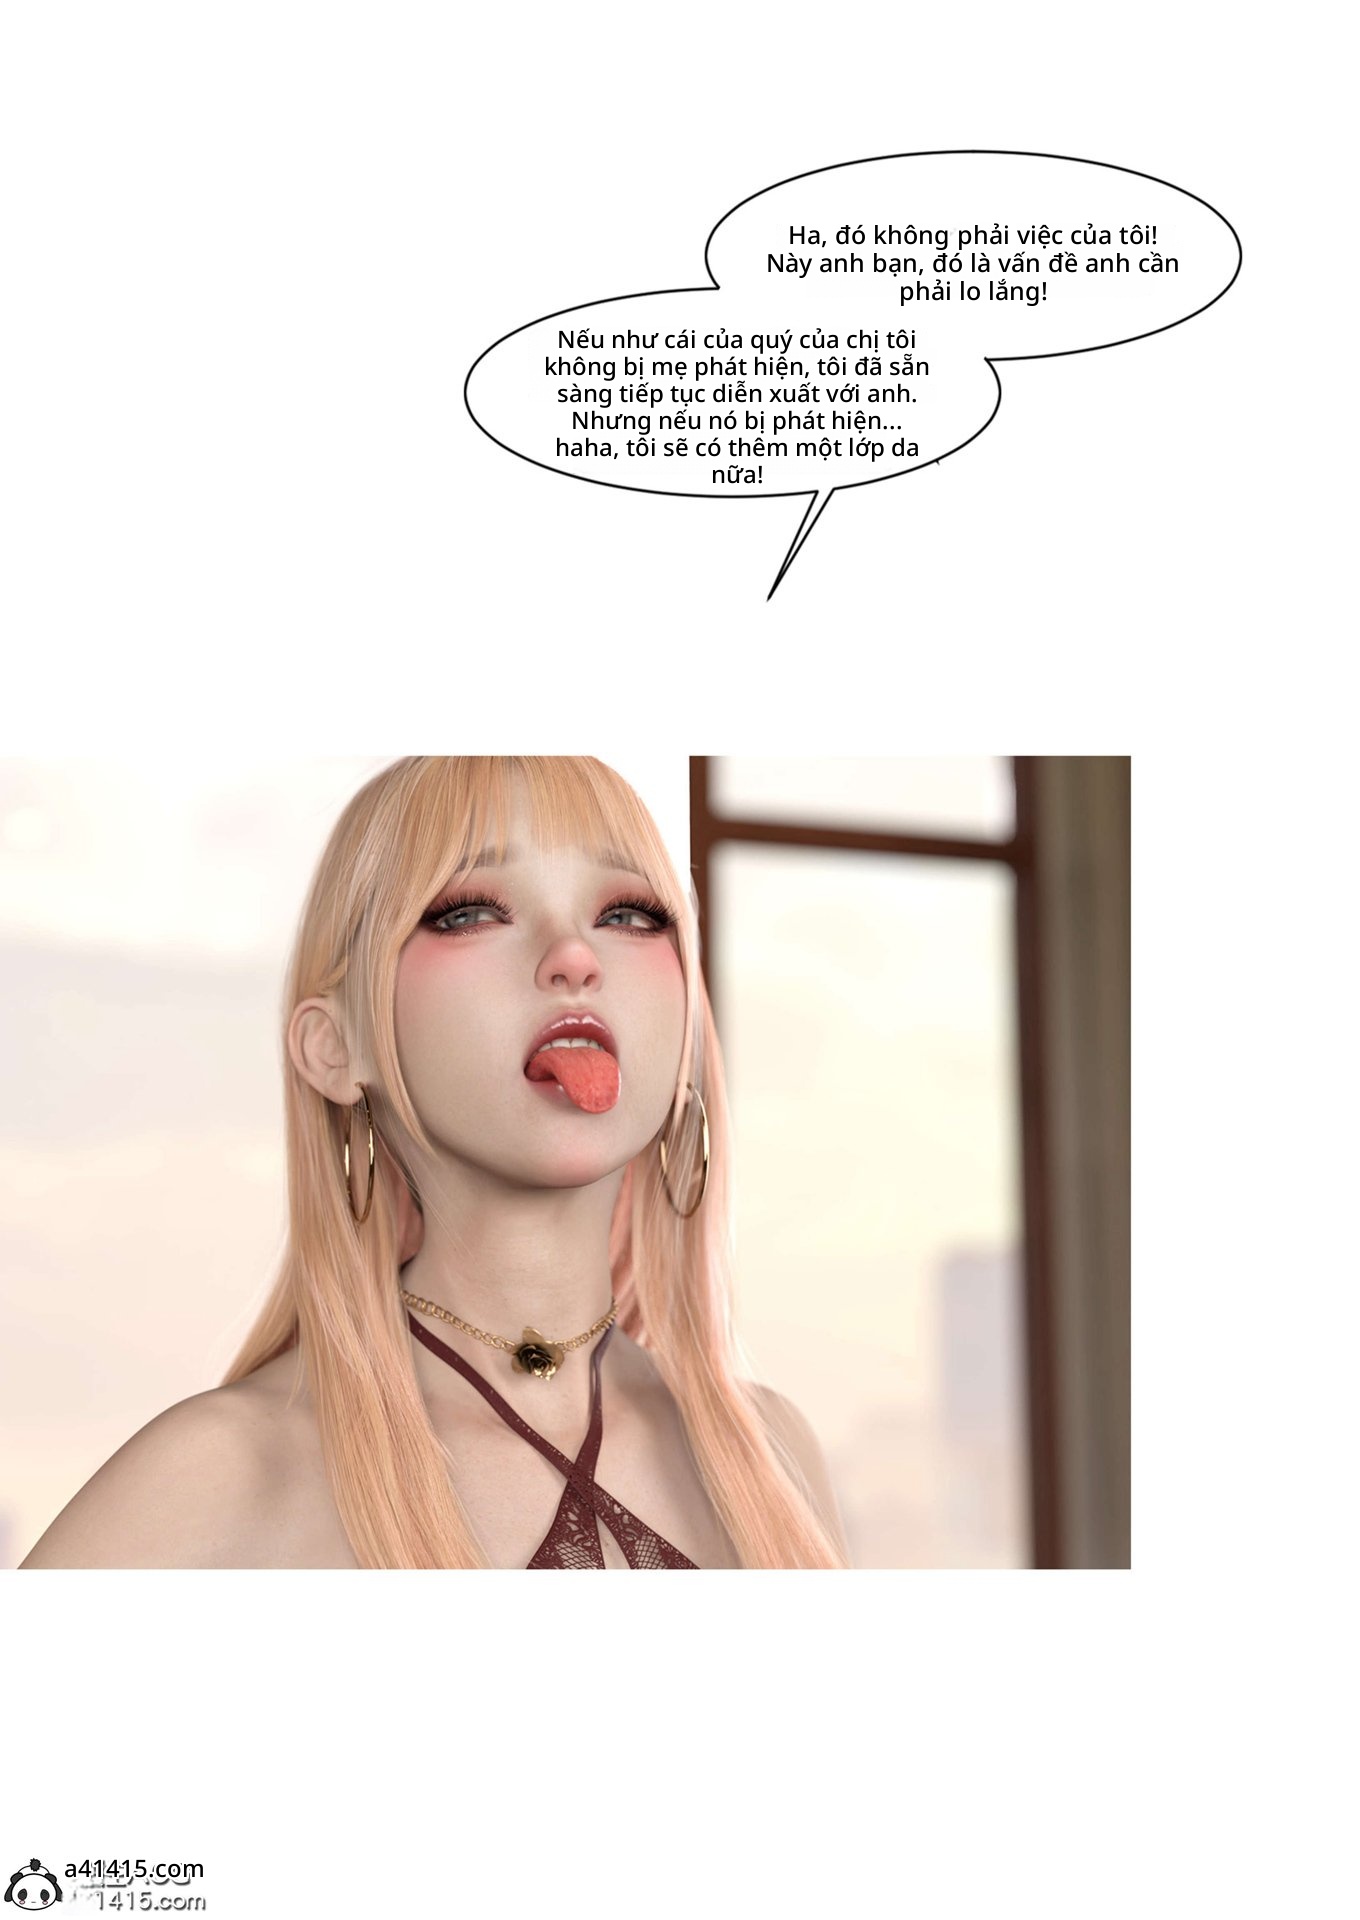 Ha, đó không phải việc của tôi!
Này anh bạn, đó là vấn đề anh cần
phải lo lắng!
Nếu như cái của quý của chị tôi
không bị mẹ phát hiện, tôi đã sẵn
sàng tiếp tục diễn xuất với anh.
Nhưng nếu nó bị phát hiện...
haha, tôi sẽ có thêm một lớp da
nữa!
a41415.com
1415.com